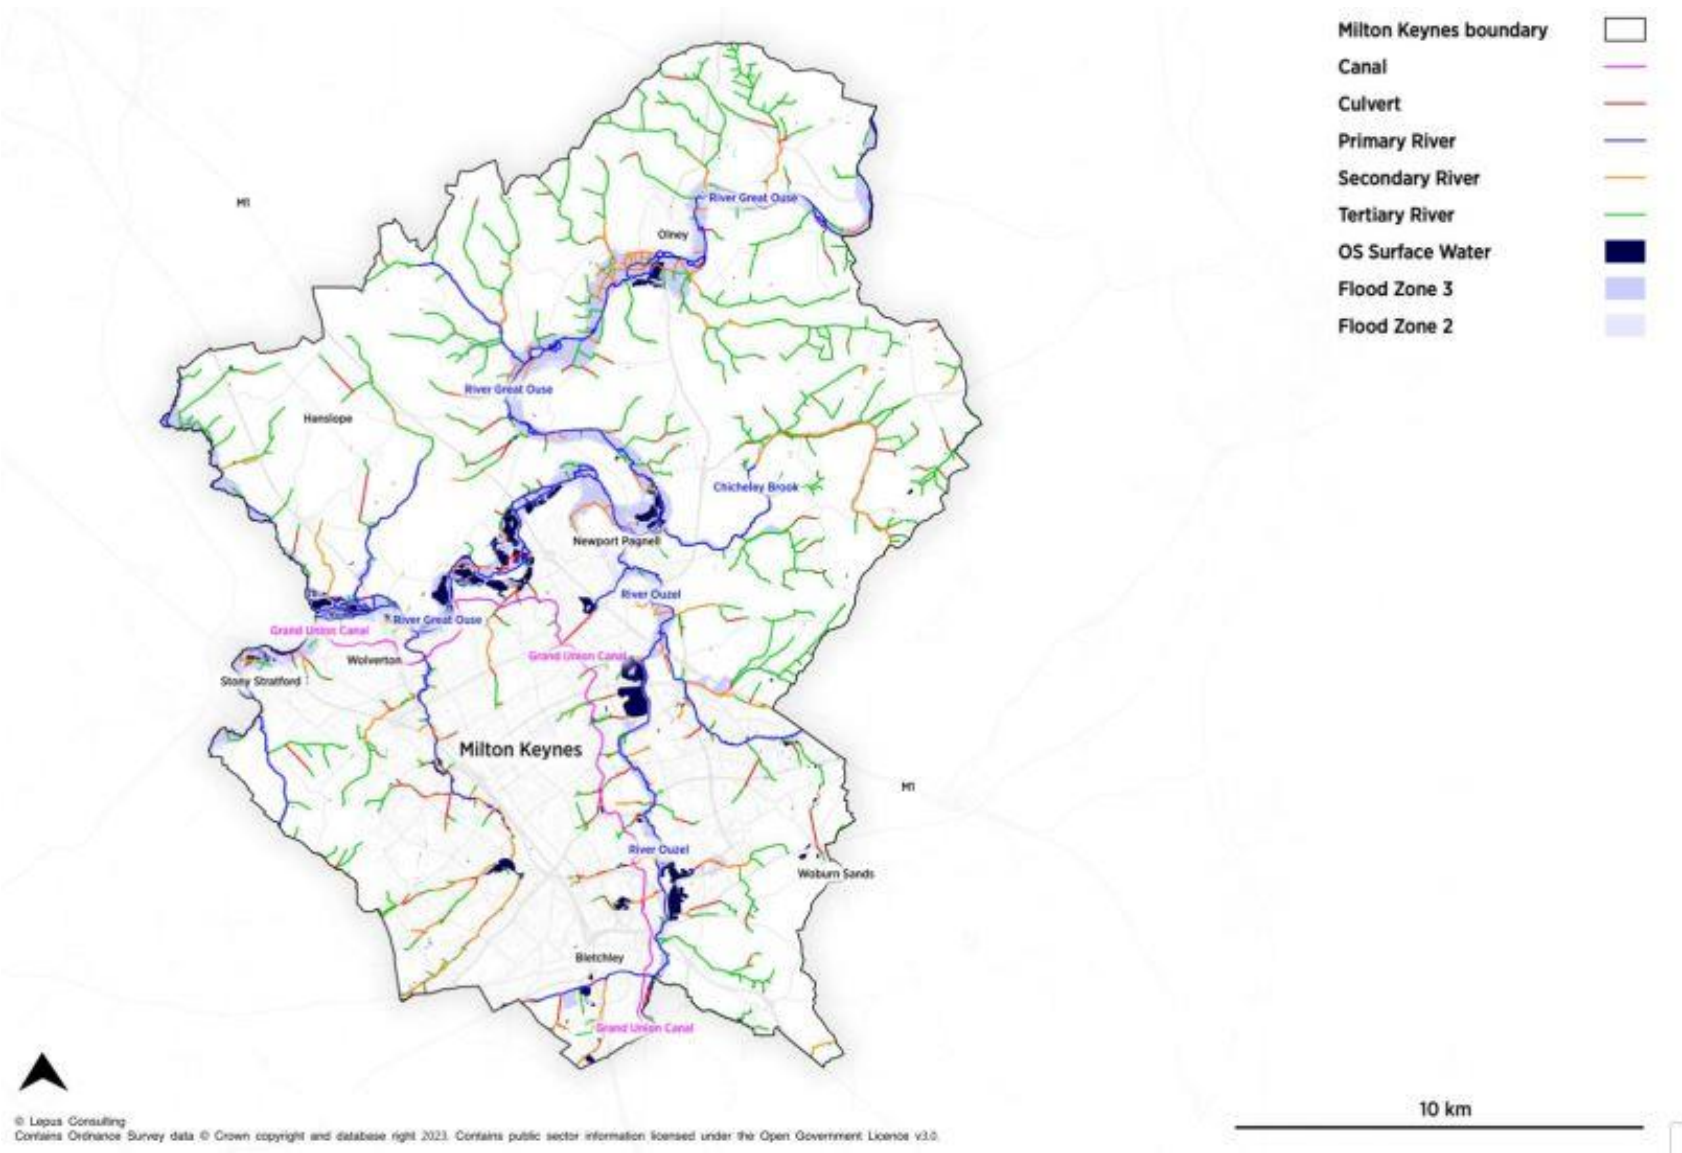 Milton Keynes boundary
Canal
Culvert
Primary River
Secondary River
Tertiary River
OS Surface Water
Flood Zone 3
Flood Zone 2
M1
River Great Ouse
Olney
River Great Ouse
Hanslope
Chicheley Brook
Newport Pagnell
River Ouzel
River Great Ouse
Grand Union Canal
Grand Union Canal
Wolverton
Stony Stratford
Milton Keynes
M1
River Ouzel
Woburn Sands
Bletchley
Grand Union Canal
10 km
© Lepus Consulting
Contains Ordnance Survey data © Crown copyright and database right 2023. Contains public sector information licensed under the Open Government Licence v3.0.